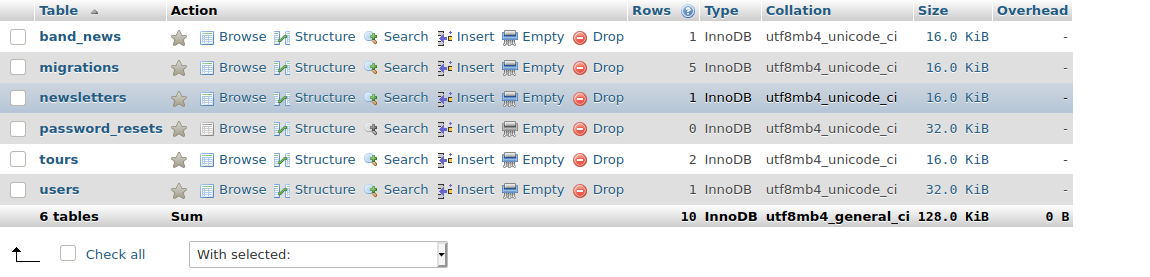 Table Action Rows Type Collation Size Overhead
band_news Browse Structure Search Insert Empty Drop 1 InnoDB utf8mb4_unicode_ci 16.0 KiB -
migrations Browse Structure Search Insert Empty Drop 5 InnoDB utf8mb4_unicode_ci 16.0 KiB -
newsletters Browse Structure Search Insert Empty Drop 1 InnoDB utf8mb4_unicode_ci 16.0 KiB -
password_resets Browse Structure Search Insert Empty Drop 0 InnoDB utf8mb4_unicode_ci 32.0 KiB -
tours Browse Structure Search Insert Empty Drop 2 InnoDB utf8mb4_unicode_ci 16.0 KiB -
users Browse Structure Search Insert Empty Drop 1 InnoDB utf8mb4_unicode_ci 32.0 KiB -
6 tables Sum 10 InnoDB utf8mb4_general_ci 128.0 KiB 0 B
Check all With selected: